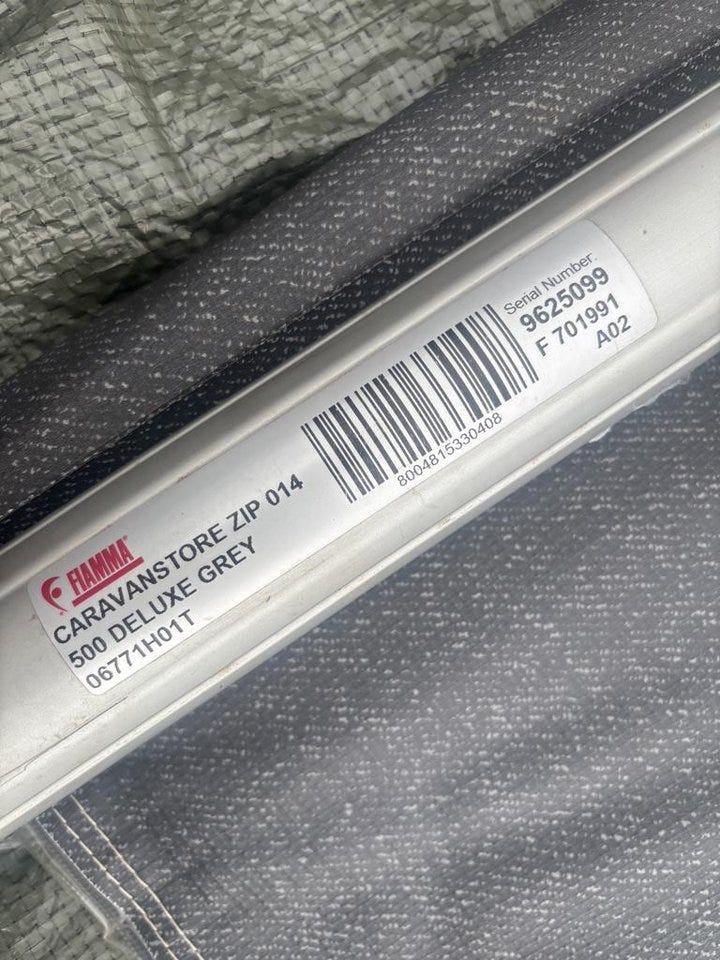 FIAMMA
CARAVANSTORE ZIP 014
500 DELUXE GREY
06771H01T
8004815330408
Serial Number:
9625099
F 701991
A02